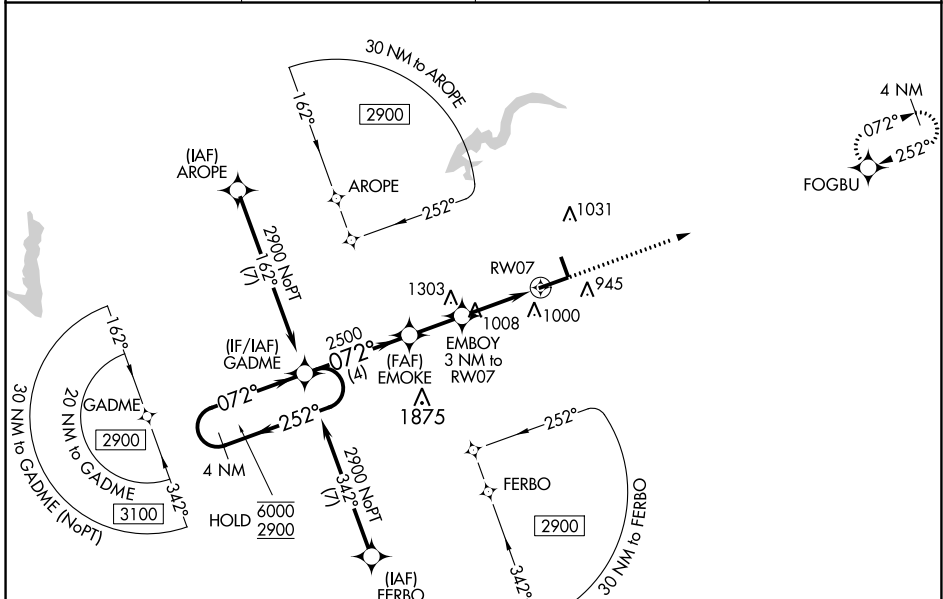 30 NM to AROPE
162°
2900
AROPE
252°
4 NM
072°
252°
FOGBU
(IAF)
AROPE
2900 NoPT
162°
(7)
1031
RW07
945
1303
1008
1000
EMBOY
3 NM to
RW07
2500
072°
(4)
(FAF)
EMOKE
1875
(IF/IAF)
GADME
072°
252°
4 NM
HOLD
6000
2900
162°
GADME
2900
20 NM to GADME
3100
342°
30 NM to GADME (NoPT)
2900 NoPT
342°
(7)
(IAF)
FERBO
252°
FERBO
2900
342°
30 NM to FERBO